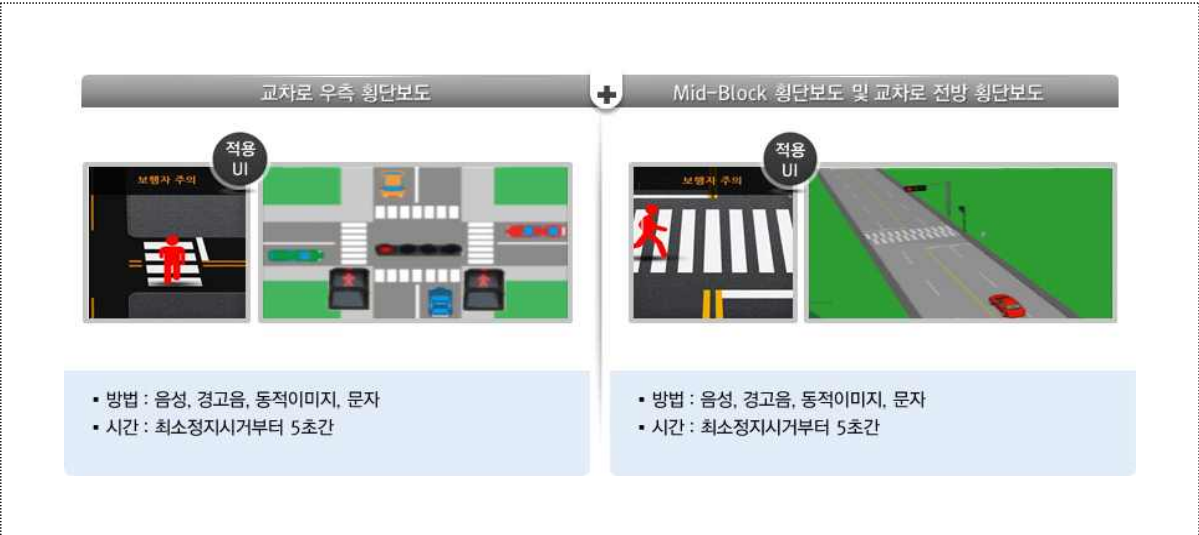 교차로 우측 횡단보도
적용
UI
보행자 주의
▪ 방법 : 음성, 경고음, 동적이미지, 문자
▪ 시간 : 최소정지시거부터 5초간
Mid-Block 횡단보도 및 교차로 전방 횡단보도
적용
UI
보행자 주의
▪ 방법 : 음성, 경고음, 동적이미지, 문자
▪ 시간 : 최소정지시거부터 5초간